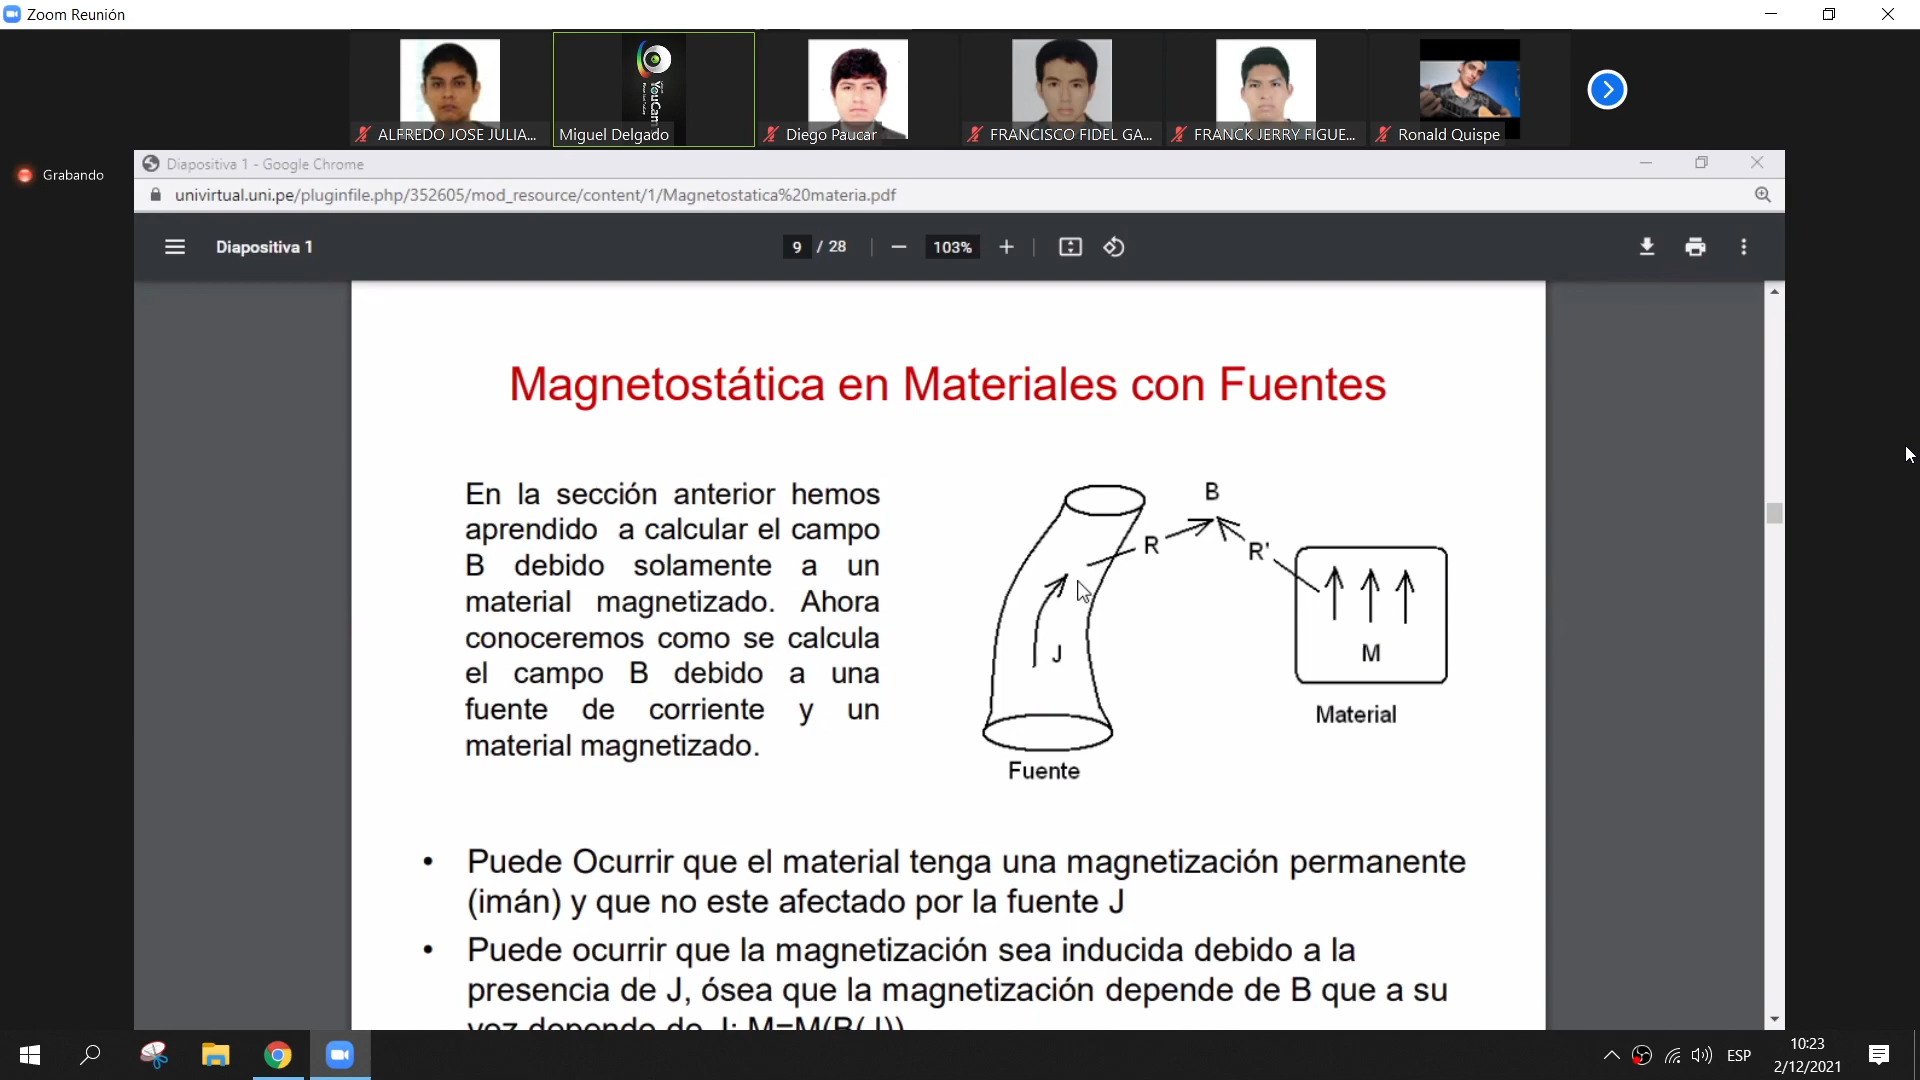 Zoom Reunión
ALFREDO JOSE JULIA...
YouCam
Miguel Delgado
Diego Paucar
FRANCISCO FIDEL GA...
FRANCK JERRY FIGUE...
Ronald Quispe
Grabando
Diapositiva 1 - Google Chrome
univirtual.uni.pe/pluginfile.php/352605/mod_resource/content/1/Magnetostatica%20materia.pdf
Diapositiva 1
9 / 28
103%
Magnetostática en Materiales con Fuentes
En la sección anterior hemos
aprendido a calcular el campo
B debido solamente a un
material magnetizado. Ahora
conoceremos como se calcula
el campo B debido a una
fuente de corriente y un
material magnetizado.
B
R
R'
J
M
Material
Fuente
• Puede Ocurrir que el material tenga una magnetización permanente
(imán) y que no este afectado por la fuente J
• Puede ocurrir que la magnetización sea inducida debido a la
presencia de J, ósea que la magnetización depende de B que a su
vez depende de J: M=M(B(J))
ESP
10:23
2/12/2021